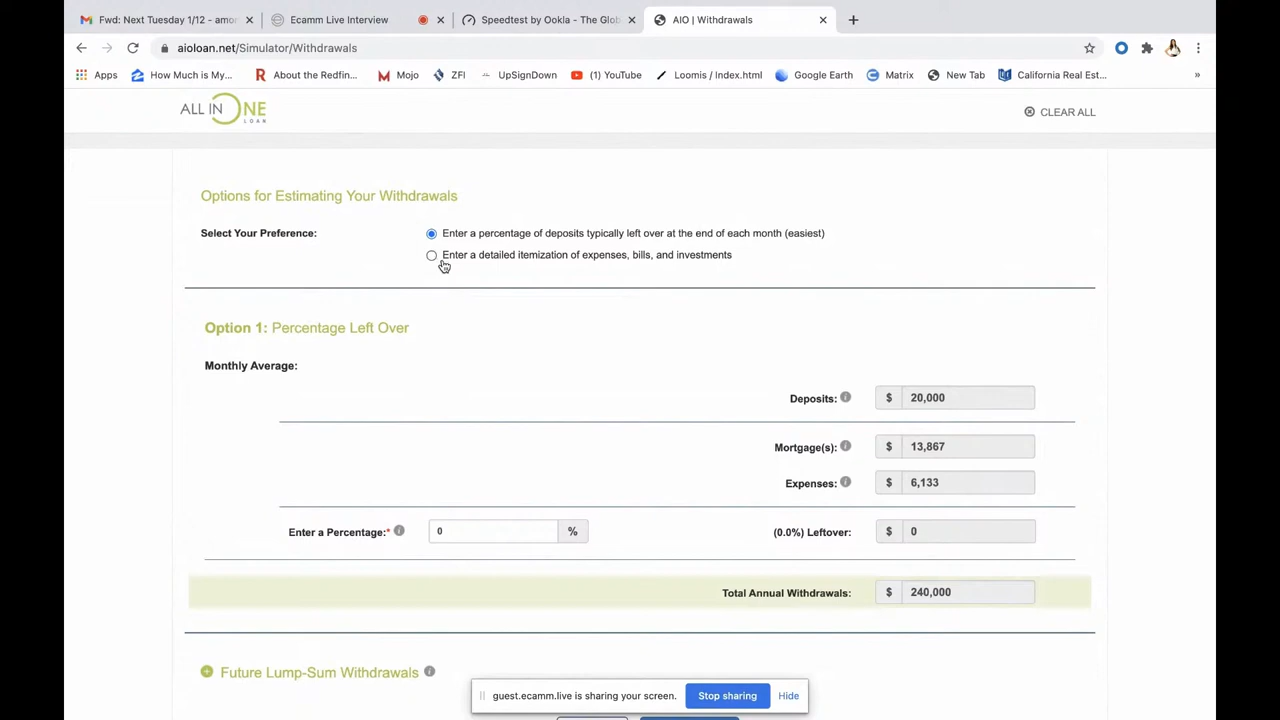 Fwd: Next Tuesday 1/12 - amor
Ecamm Live Interview
Speedtest by Ookla - The Glob
AIO | Withdrawals
aioloan.net/Simulator/Withdrawals
Apps
How Much is My...
About the Redfin...
Mojo
ZFI
UpSignDown
(1) YouTube
Loomis / Index.html
Google Earth
Matrix
New Tab
California Real Est...
»
ALL IN ONE
LOAN
CLEAR ALL
Options for Estimating Your Withdrawals
Select Your Preference:
Enter a percentage of deposits typically left over at the end of each month (easiest)
Enter a detailed itemization of expenses, bills, and investments
Option 1: Percentage Left Over
Monthly Average:
Deposits: $ 20,000
Mortgage(s): $ 13,867
Expenses: $ 6,133
Enter a Percentage:* 0 % (0.0%) Leftover: $ 0
Total Annual Withdrawals: $ 240,000
Future Lump-Sum Withdrawals
guest.ecamm.live is sharing your screen. Stop sharing Hide